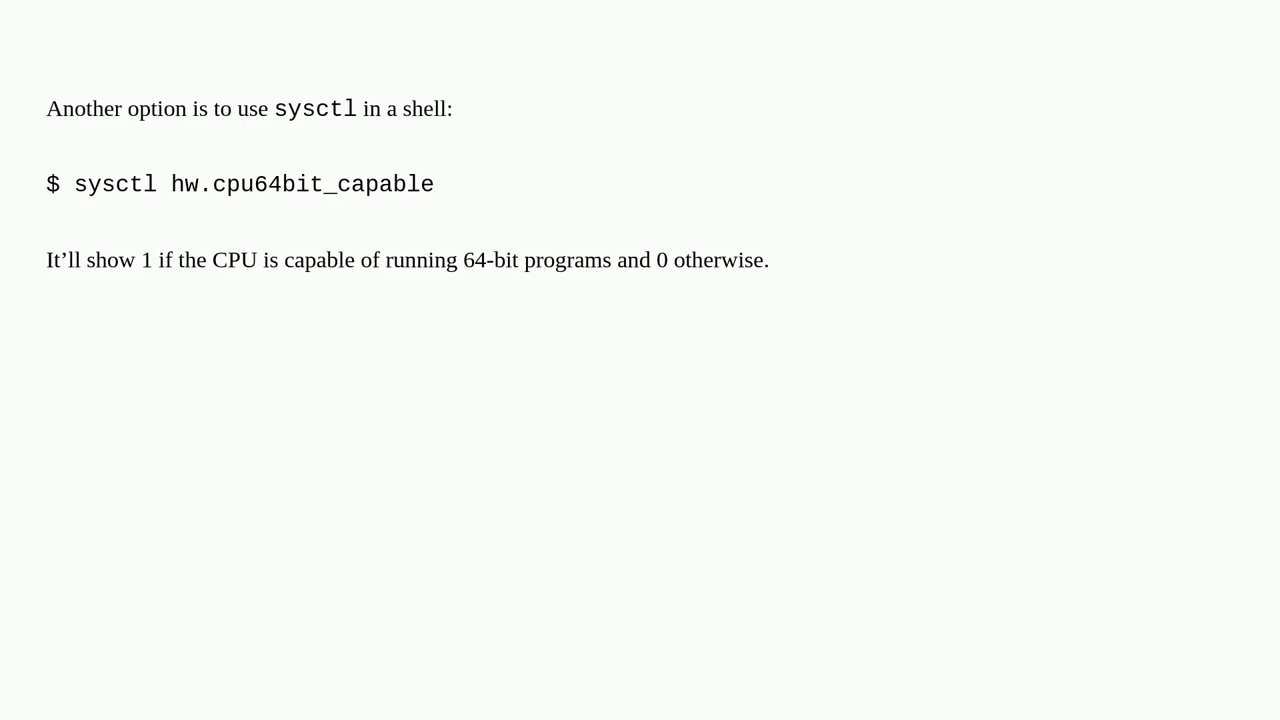 Another option is to use sysctl in a shell:
$ sysctl hw.cpu64bit_capable
It’ll show 1 if the CPU is capable of running 64-bit programs and 0 otherwise.